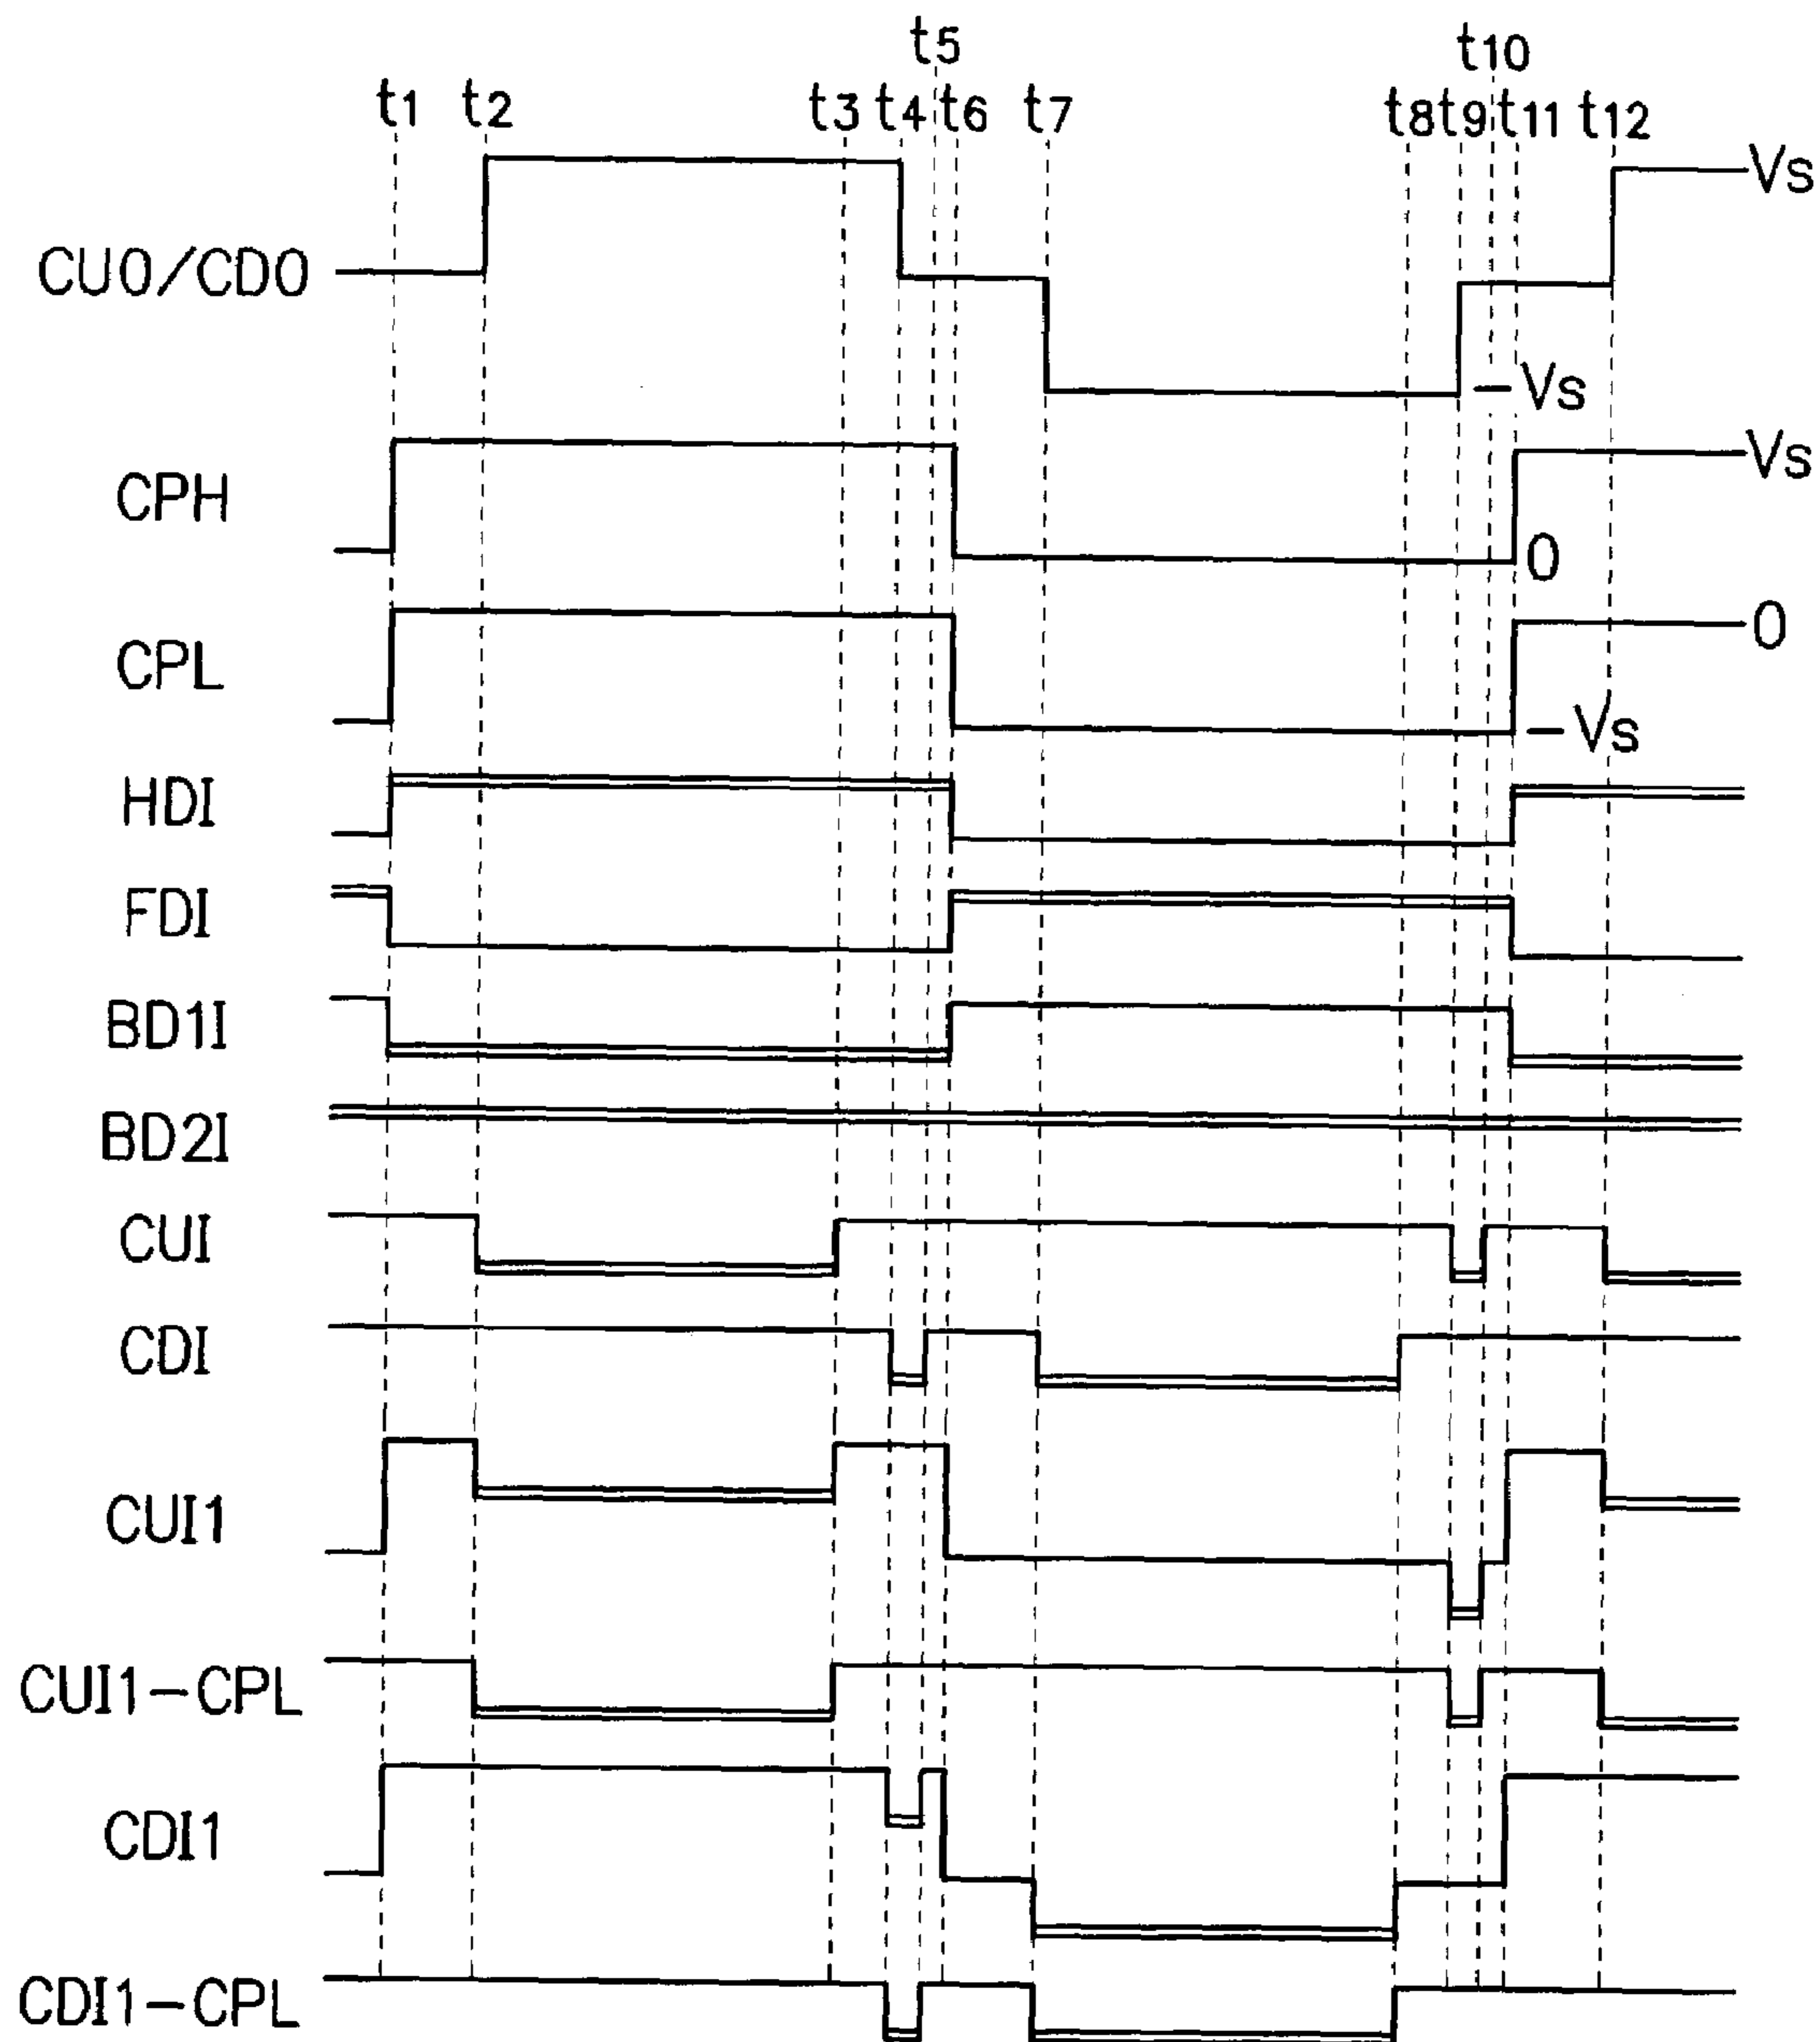 t5 t10
t1 t2 t3 t4 t6 t7 t8 t9 t11 t12
Vs
CU0/CD0
-Vs
Vs
CPH
0
0
CPL
-Vs
HDI
FDI
BD1I
BD2I
CUI
CDI
CUI1
CUI1-CPL
CDI1
CDI1-CPL